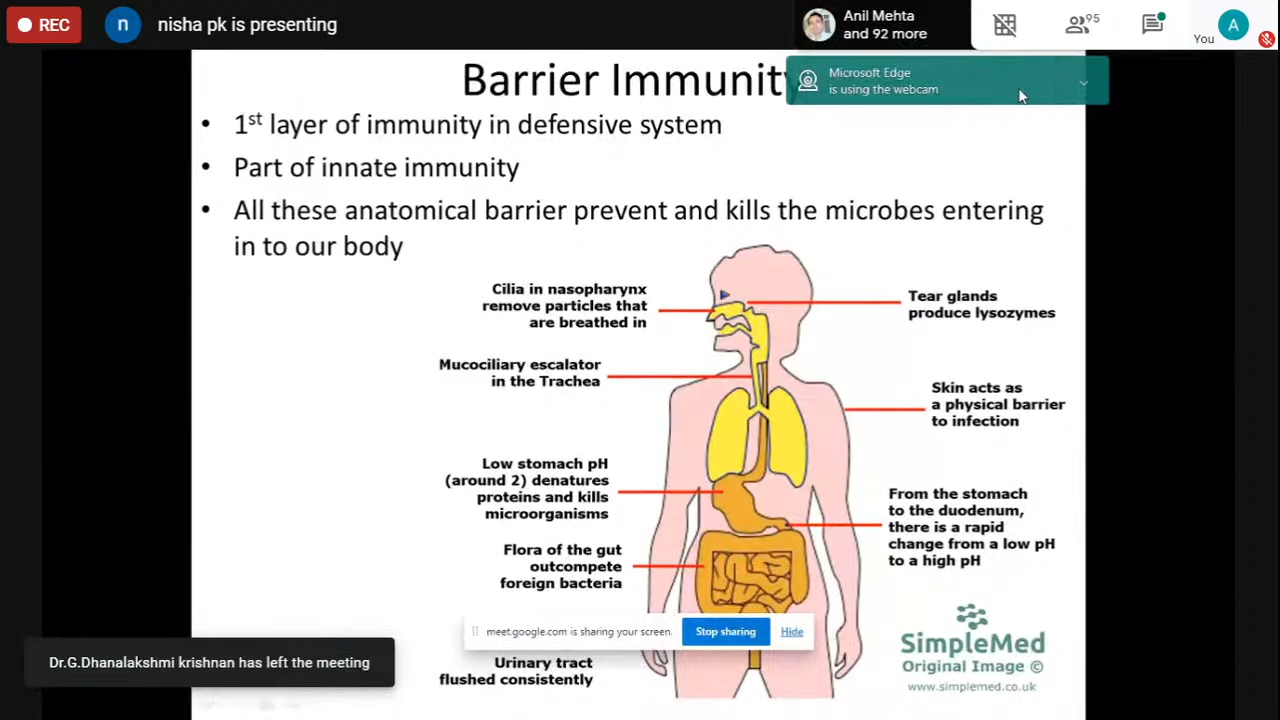 REC
n
nisha pk is presenting
Anil Mehta
and 92 more
95
You
A
Microsoft Edge
is using the webcam
Barrier Immunity
• 1st layer of immunity in defensive system
• Part of innate immunity
• All these anatomical barrier prevent and kills the microbes entering
in to our body
Cilia in nasopharynx
remove particles that
are breathed in
Tear glands
produce lysozymes
Mucociliary escalator
in the Trachea
Skin acts as
a physical barrier
to infection
Low stomach pH
(around 2) denatures
proteins and kills
microorganisms
From the stomach
to the duodenum,
there is a rapid
change from a low pH
to a high pH
Flora of the gut
outcompete
foreign bacteria
meet.google.com is sharing your screen.
Stop sharing
Hide
Urinary tract
flushed consistently
SimpleMed
Original Image ©
www.simplemed.co.uk
Dr.G.Dhanalakshmi krishnan has left the meeting